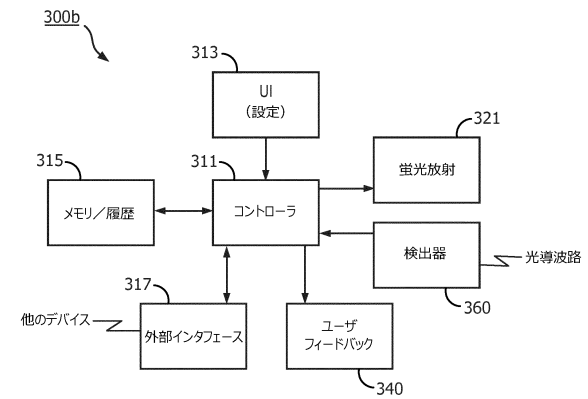 300b
313
UI
(設定)
321
蛍光放射
315
メモリ/履歴
311
コントローラ
検出器
光導波路
360
317
他のデバイス
外部インタフェース
ユーザ
フィードバック
340